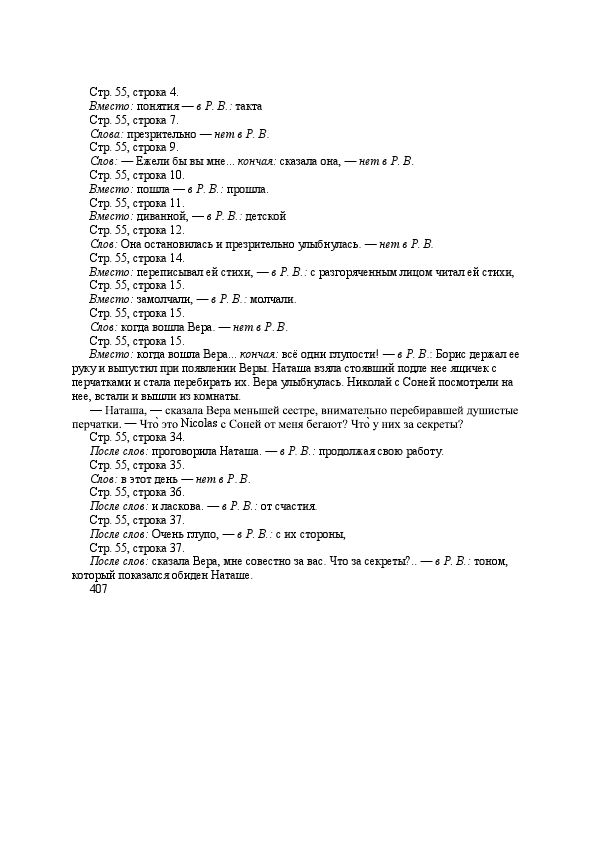 Стр. 55, строка 4.
Вместо: понятия — в Р. В.: такта
Стр. 55, строка 7.
Слова: презрительно — нет в Р. В.
Стр. 55, строка 9.
Слов: — Ежели бы вы мне... кончая: сказала она, — нет в Р. В.
Стр. 55, строка 10.
Вместо: пошла — в Р. В.: прошла.
Стр. 55, строка 11.
Вместо: диванной, — в Р. В.: детской
Стр. 55, строка 12.
Слов: Она остановилась и презрительно улыбнулась. — нет в Р. В.
Стр. 55, строка 14.
Вместо: переписывал ей стихи, — в Р. В.: с разгоряченным лицом читал ей стихи,
Стр. 55, строка 15.
Вместо: замолчали, — в Р. В.: молчали.
Стр. 55, строка 15.
Слов: когда вошла Вера. — нет в Р. В.
Стр. 55, строка 15.
Вместо: когда вошла Вера... кончая: всё одни глупости! — в Р. В.: Борис держал ее
руку и выпустил при появлении Веры. Наташа взяла стоявший подле нее ящичек с
перчатками и стала перебирать их. Вера улыбнулась. Николай с Соней посмотрели на
нее, встали и вышли из комнаты.
— Наташа, — сказала Вера меньшей сестре, внимательно перебиравшей душистые
перчатки. — Что̀ это Nicolas с Соней от меня бегают? Что̀ у них за секреты?
Стр. 55, строка 34.
После слов: проговорила Наташа. — в Р. В.: продолжая свою работу.
Стр. 55, строка 35.
Слов: в этот день — нет в Р. В.
Стр. 55, строка 36.
После слов: и ласкова. — в Р. В.: от счастия.
Стр. 55, строка 37.
После слов: Очень глупо, — в Р. В.: с их стороны,
Стр. 55, строка 37.
После слов: сказала Вера, мне совестно за вас. Что за секреты?.. — в Р. В.: тоном,
который показался обиден Наташе.
407